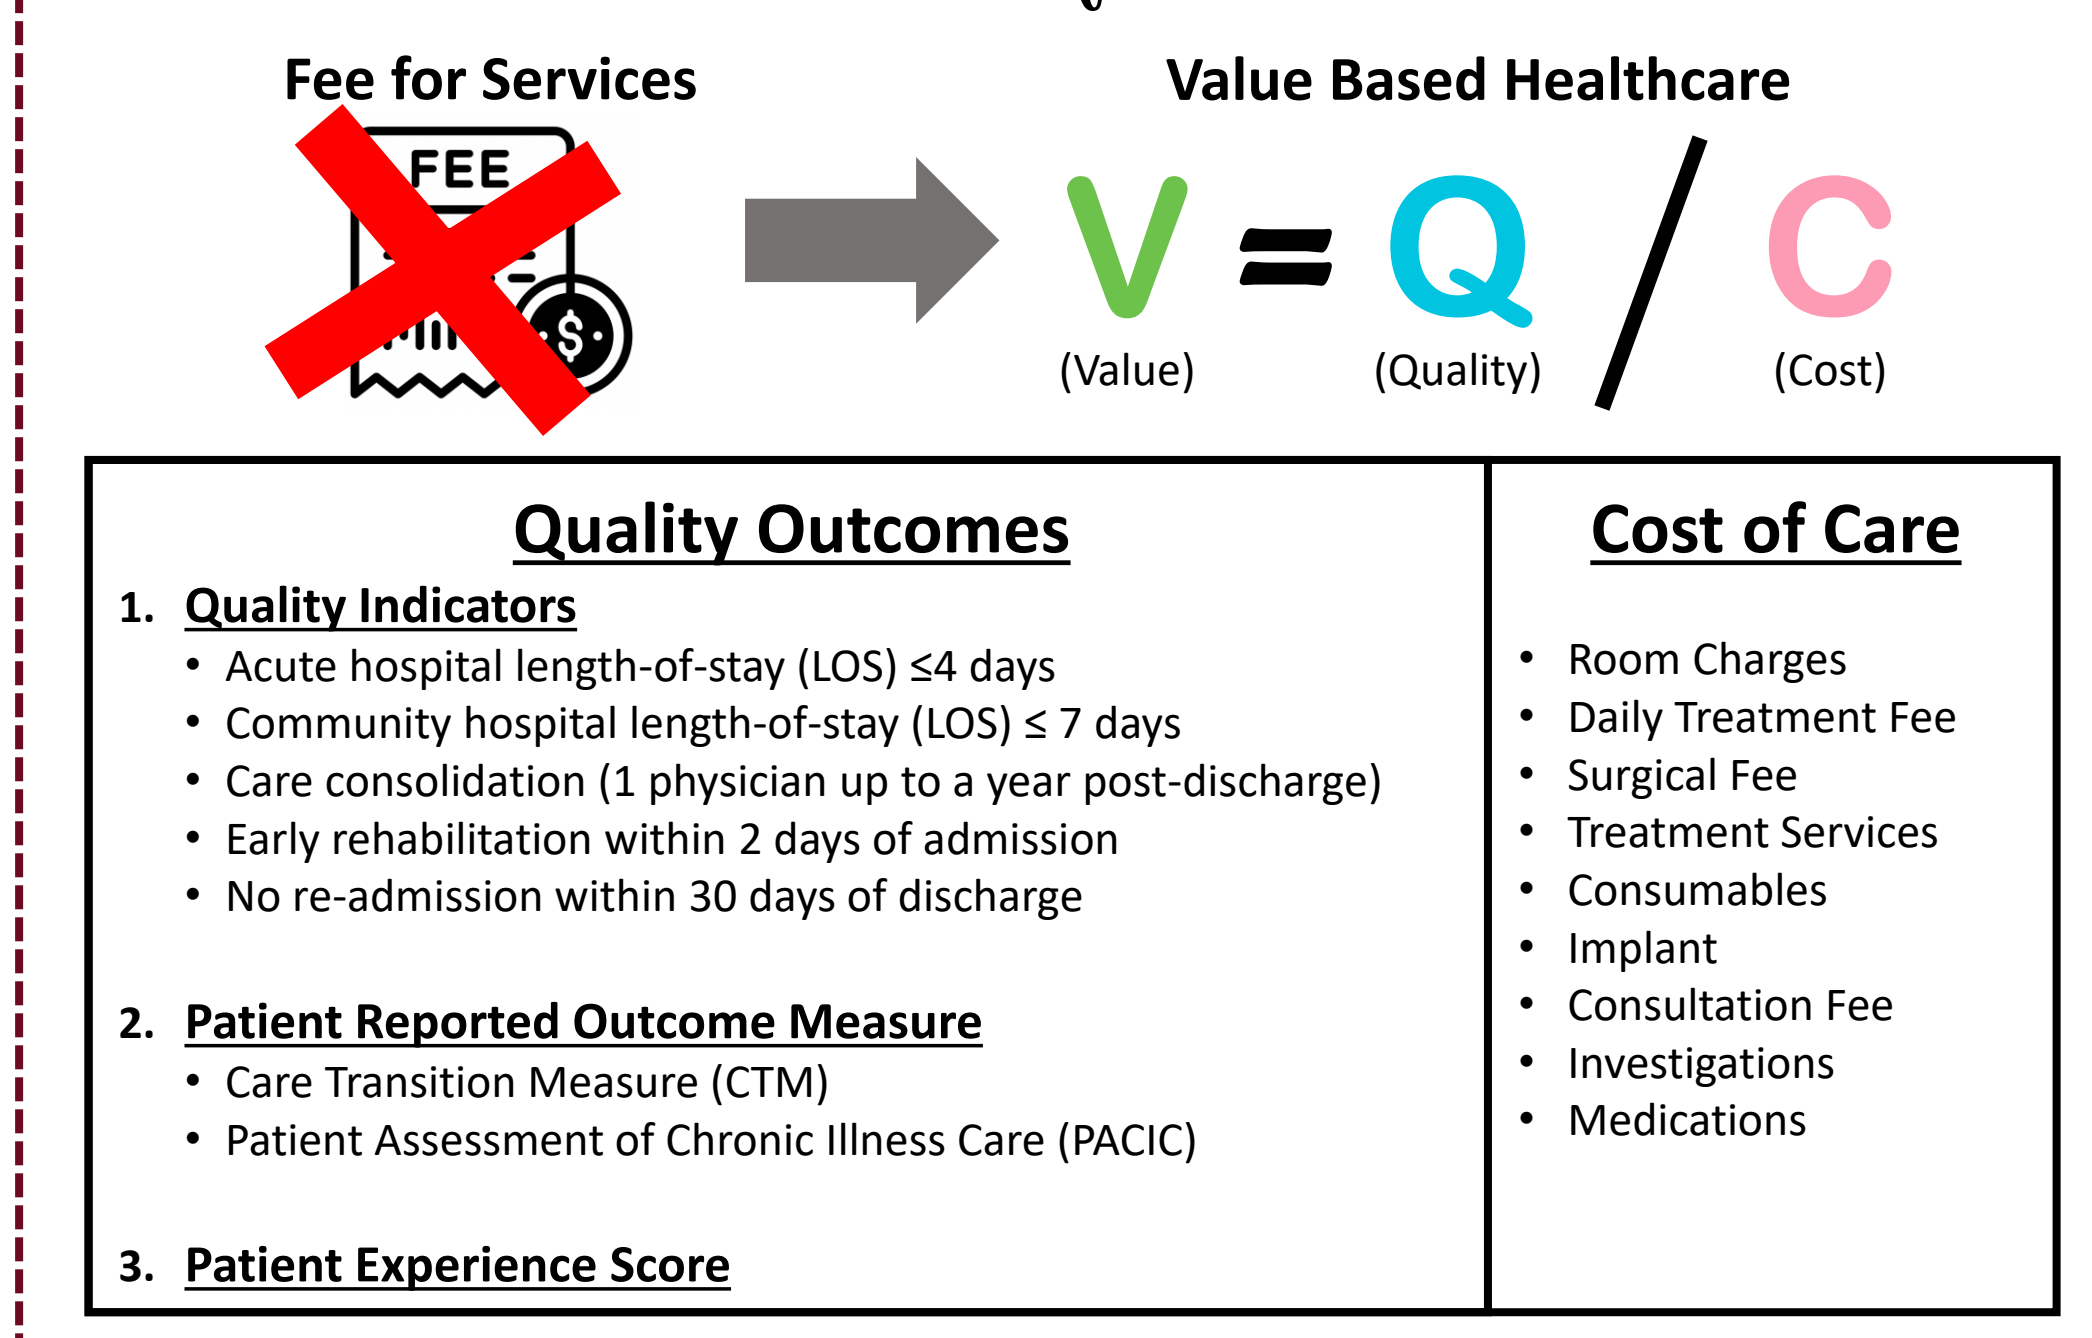 Fee for Services
Value Based Healthcare
FEE
$
V = Q / C
(Value)
(Quality)
(Cost)
Quality Outcomes
1. Quality Indicators
• Acute hospital length-of-stay (LOS) ≤4 days
• Community hospital length-of-stay (LOS) ≤ 7 days
• Care consolidation (1 physician up to a year post-discharge)
• Early rehabilitation within 2 days of admission
• No re-admission within 30 days of discharge
2. Patient Reported Outcome Measure
• Care Transition Measure (CTM)
• Patient Assessment of Chronic Illness Care (PACIC)
3. Patient Experience Score
Cost of Care
• Room Charges
• Daily Treatment Fee
• Surgical Fee
• Treatment Services
• Consumables
• Implant
• Consultation Fee
• Investigations
• Medications